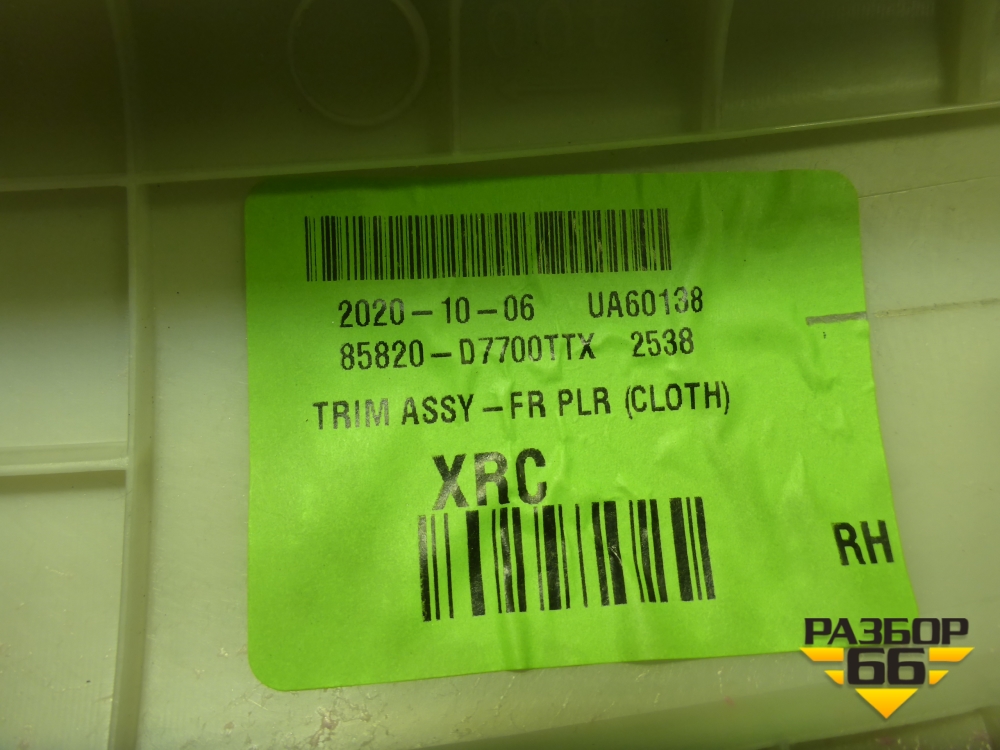 2020-10-06 UA60138
85820-D7700TTX 2538
TRIM ASSY-FR PLR (CLOTH)
XRC
RH
РАЗБОР
66